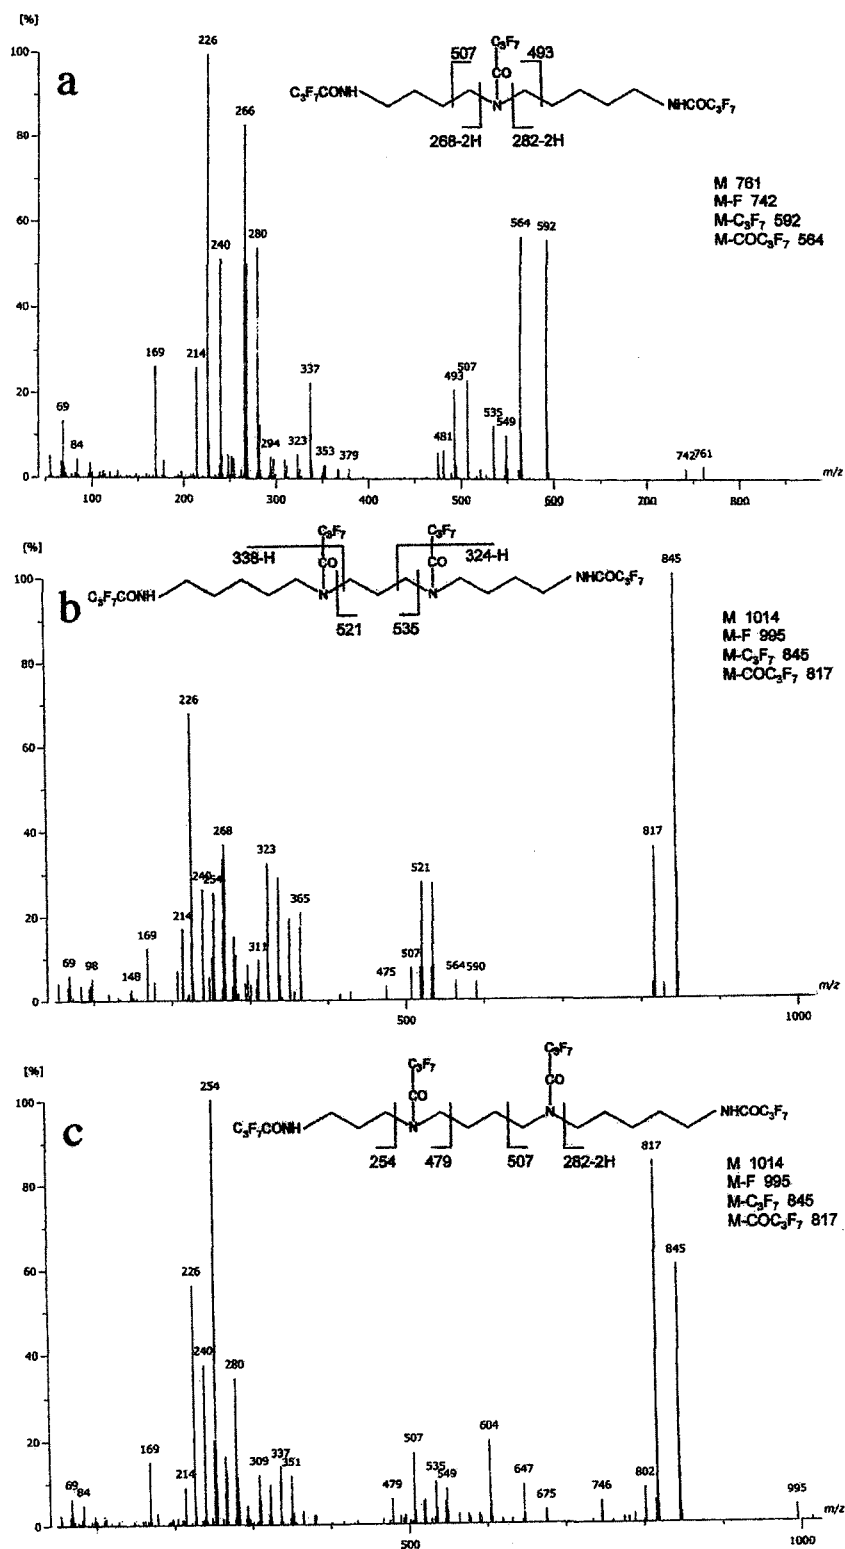 [%]
a
C₃F₇
507
493
CO
C₃F₇CONH
N
NHCOC₃F₇
268-2H
282-2H
M 761
M-F 742
M-C₃F₇ 592
M-COC₃F₇ 564
100
80
60
40
20
0
69
84
169
214
226
240
266
280
294
323
337
353
379
481
493
507
535
549
564
592
742
761
m/z
100
200
300
400
500
600
700
800
[%]
b
C₃F₇
C₃F₇
338-H
324-H
CO
CO
C₃F₇CONH
N
N
NHCOC₃F₇
521
535
M 1014
M-F 995
M-C₃F₇ 845
M-COC₃F₇ 817
100
80
60
40
20
0
69
98
148
169
214
226
240
254
268
311
323
365
475
507
521
564
590
817
845
m/z
500
1000
[%]
c
C₃F₇
C₃F₇
CO
CO
C₃F₇CONH
N
N
NHCOC₃F₇
254
479
507
282-2H
M 1014
M-F 995
M-C₃F₇ 845
M-COC₃F₇ 817
100
80
60
40
20
0
69
84
169
214
226
240
254
280
309
337
351
479
507
535
549
604
647
675
746
802
817
845
995
m/z
500
1000